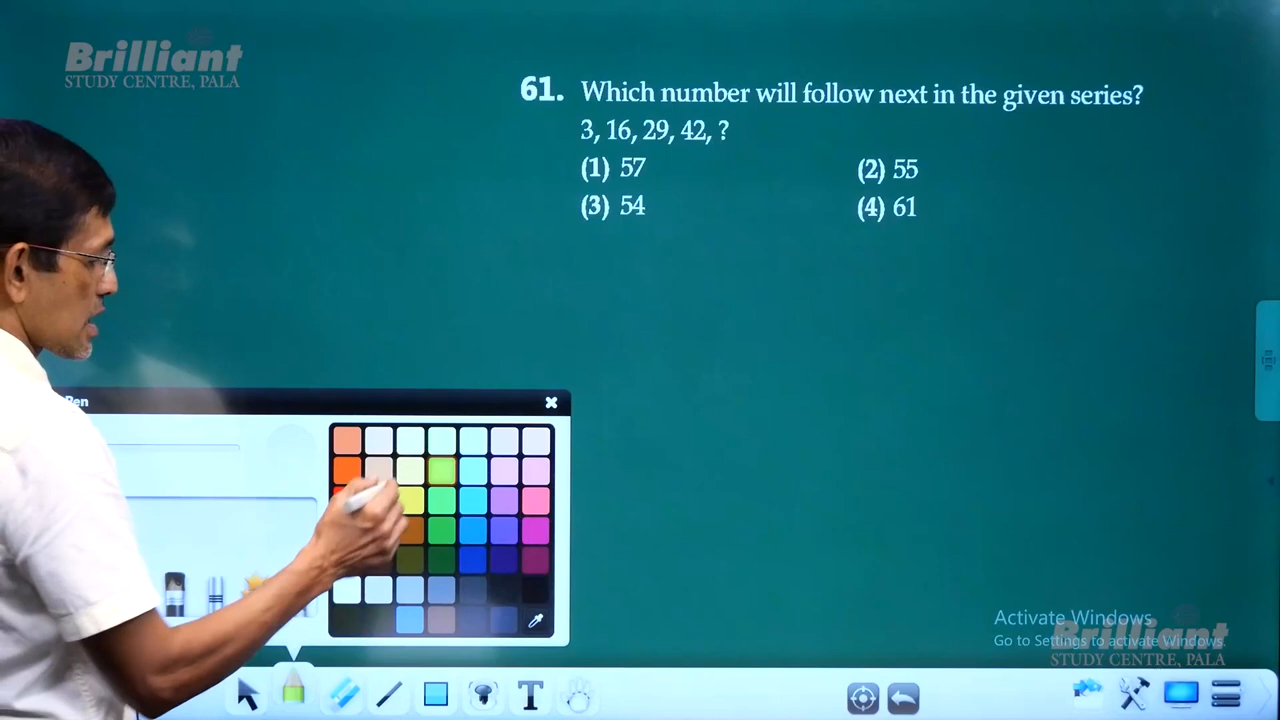 Brilliant
STUDY CENTRE, PALA
61. Which number will follow next in the given series?
3, 16, 29, 42, ?
(1) 57 (2) 55
(3) 54 (4) 61
Pen
T
Activate Windows
Go to Settings to activate Windows.
Brilliant
STUDY CENTRE, PALA